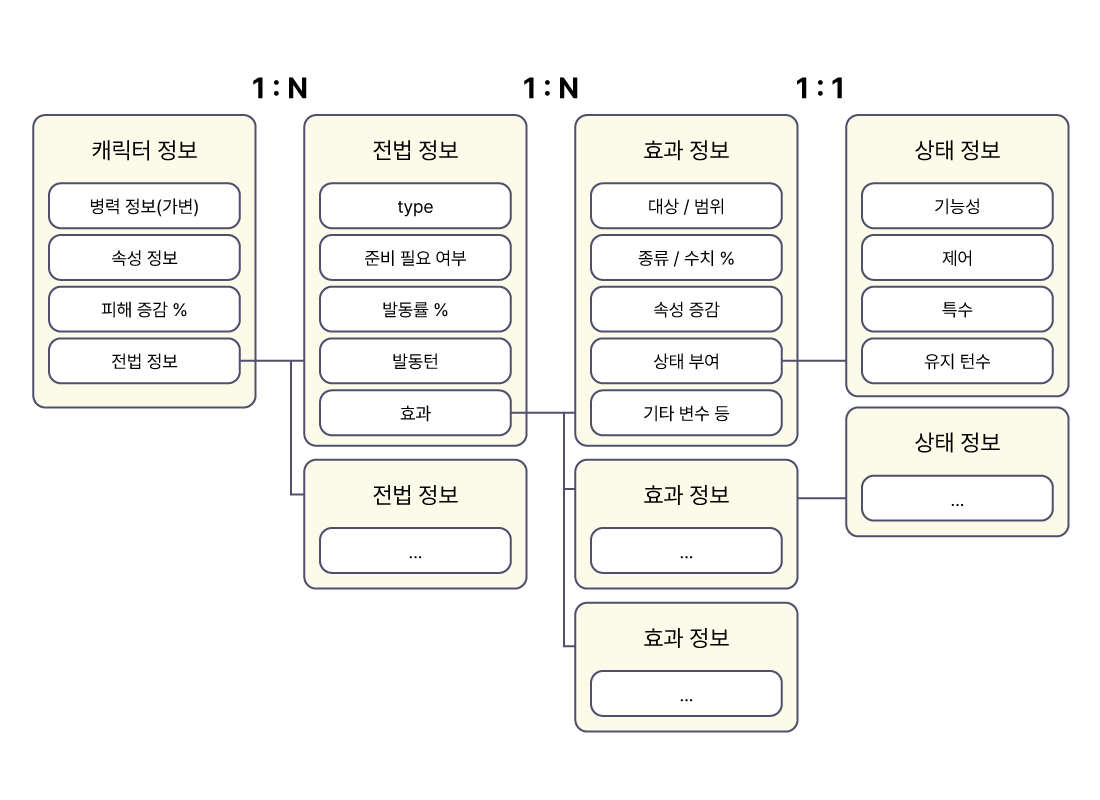 1 : N
1 : N
1 : 1
캐릭터 정보
병력 정보(가변)
속성 정보
피해 증감 %
전법 정보
전법 정보
type
준비 필요 여부
발동률 %
발동턴
효과
전법 정보
...
효과 정보
대상 / 범위
종류 / 수치 %
속성 증감
상태 부여
기타 변수 등
효과 정보
...
효과 정보
...
상태 정보
기능성
제어
특수
유지 턴수
상태 정보
...